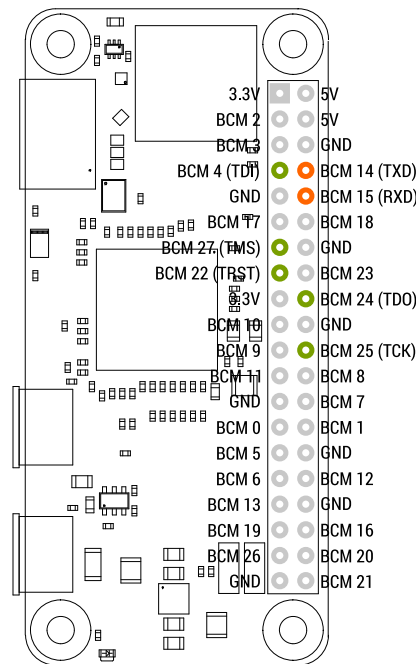 3.3V 5V
BCM 2 5V
BCM 3 GND
BCM 4 (TDI) BCM 14 (TXD)
GND BCM 15 (RXD)
BCM 17 BCM 18
BCM 27 (TMS) GND
BCM 22 (TRST) BCM 23
3.3V BCM 24 (TDO)
BCM 10 GND
BCM 9 BCM 25 (TCK)
BCM 11 BCM 8
GND BCM 7
BCM 0 BCM 1
BCM 5 GND
BCM 6 BCM 12
BCM 13 GND
BCM 19 BCM 16
BCM 26 BCM 20
GND BCM 21